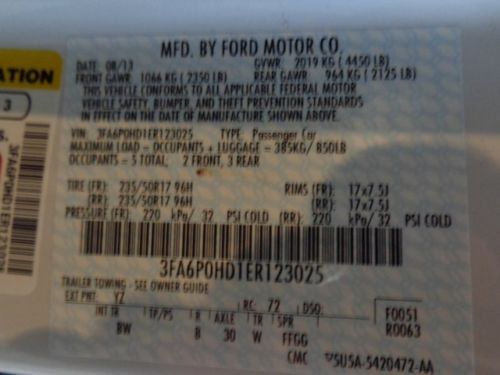 MFD. BY FORD MOTOR CO.
DATE: 08/13 GVWR: 2019 KG ( 4450 LB)
FRONT GAWR: 1066 KG ( 2350 LB) REAR GAWR: 964 KG ( 2125 LB)
THIS VEHICLE CONFORMS TO ALL APPLICABLE FEDERAL MOTOR
VEHICLE SAFETY, BUMPER, AND THEFT PREVENTION STANDARDS
IN EFFECT ON THE DATE OF MANUFACTURE SHOWN ABOVE.
VIN: 3FA6P0HD1ER123025 TYPE: Passenger Car
MAXIMUM LOAD = OCCUPANTS + LUGGAGE = 385KG/ 850LB
OCCUPANTS = 5 TOTAL, 2 FRONT, 3 REAR
TIRE (FR): 235/50R17 96H RIMS (FR): 17x7.5J
(RR): 235/50R17 96H (RR): 17x7.5J
PRESSURE (FR): 220 kPa/ 32 PSI COLD (RR): 220 kPa/ 32 PSI COLD
3FA6P0HD1ER123025
TRAILER TOWING - SEE OWNER GUIDE
EXT PNT: YZ RC: 72 DSO: F0051
INT TR TP/PS R AXLE TR SPR R0063
BW B 30 W FFGG
CMC 5U5A-5420472-AA
ATION
3
S.
3FA6P0HD1ER123025